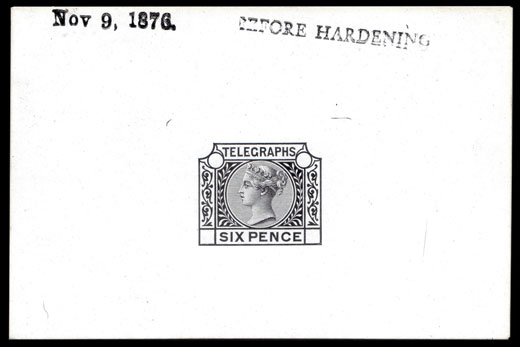 Nov 9, 1876.
BEFORE HARDENING
TELEGRAPHS
SIX PENCE